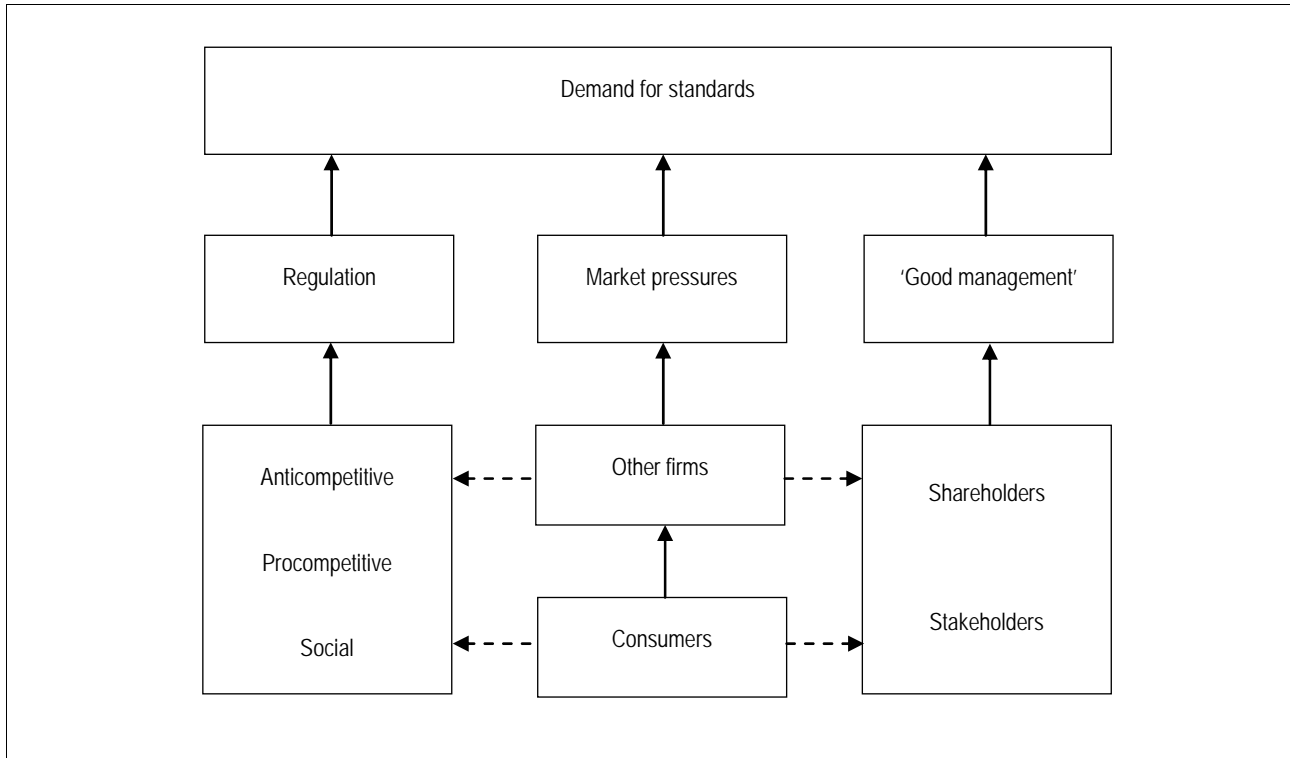 Demand for standards
Regulation
Market pressures
‘Good management’
Anticompetitive
Procompetitive
Social
Other firms
Consumers
Shareholders
Stakeholders